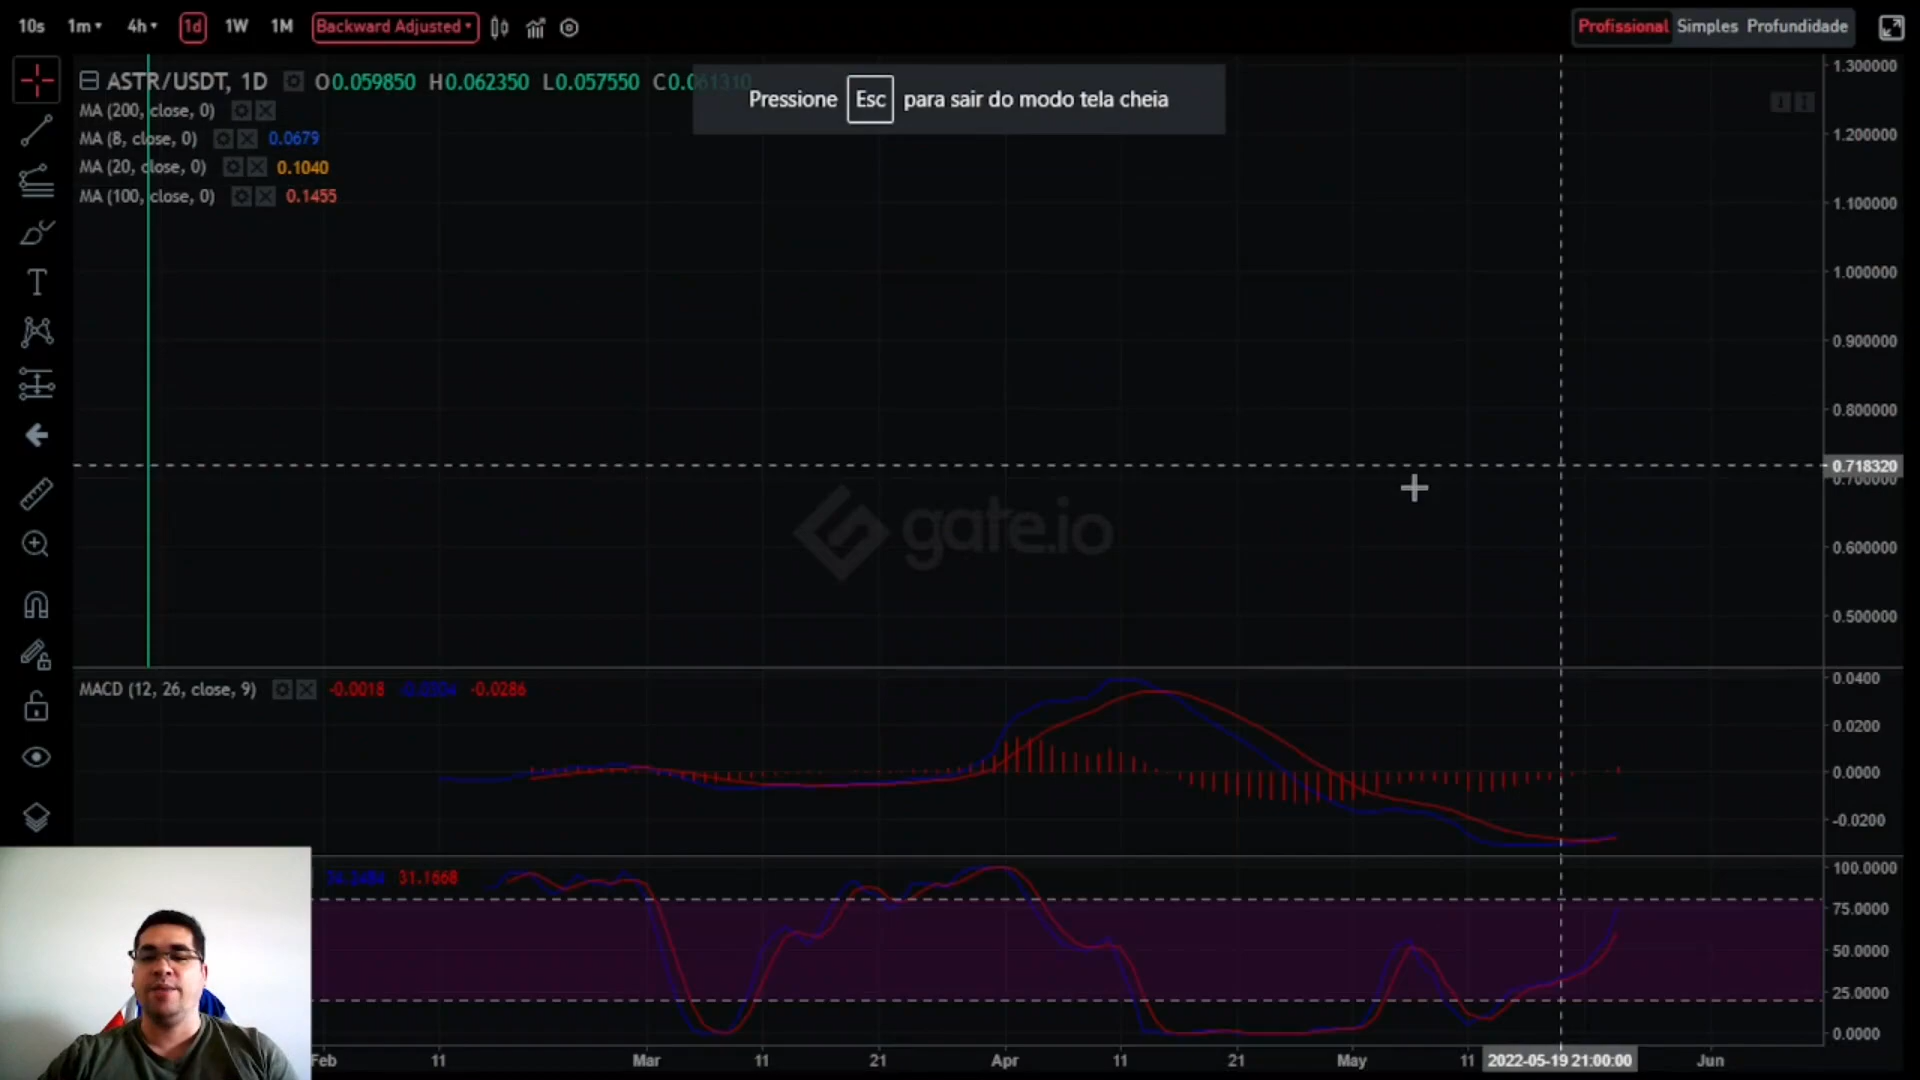 10s 1m 4h 1d 1W 1M Backward Adjusted Profissional Simples Profundidade
ASTR/USDT, 1D O0.059850 H0.062350 L0.057550 C0.061310
Pressione Esc para sair do modo tela cheia
MA (200, close, 0)
MA (8, close, 0) 0.0679
MA (20, close, 0) 0.1040
MA (100, close, 0) 0.1455
1.300000
1.200000
1.100000
1.000000
0.900000
0.800000
0.718320
0.700000
gate.io
0.600000
0.500000
MACD (12, 26, close, 9) -0.0018 -0.0286
0.0400
0.0200
0.0000
-0.0200
31.1668
100.0000
75.0000
50.0000
25.0000
0.0000
Feb 11 Mar 11 21 Apr 11 21 May 11 2022-05-19 21:00:00 Jun